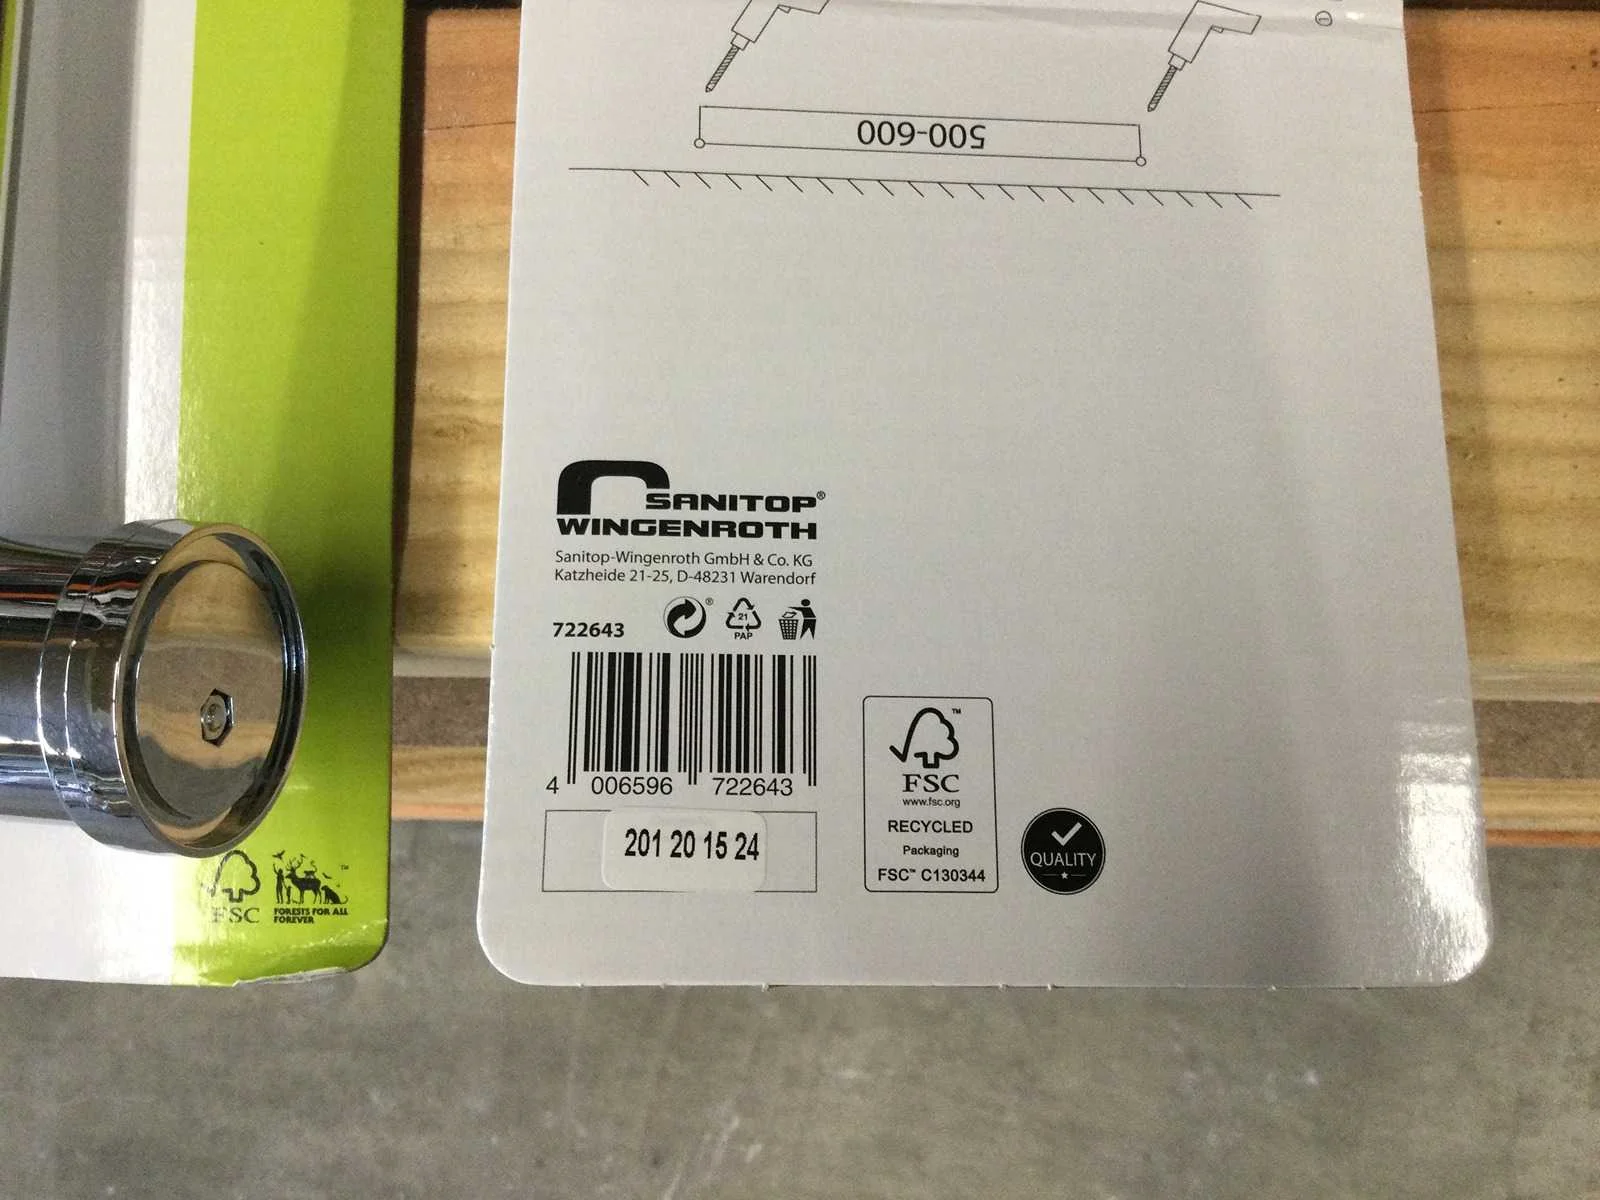 500-600
SANITOP®
WINGENROTH
Sanitop-Wingenroth GmbH & Co. KG
Katzheide 21-25, D-48231 Warendorf
722643
®
21
PAP
4 006596 722643
201 20 15 24
™
FSC
www.fsc.org
RECYCLED
Packaging
FSC™ C130344
QUALITY
FSC
™
FORESTS FOR ALL
FOREVER